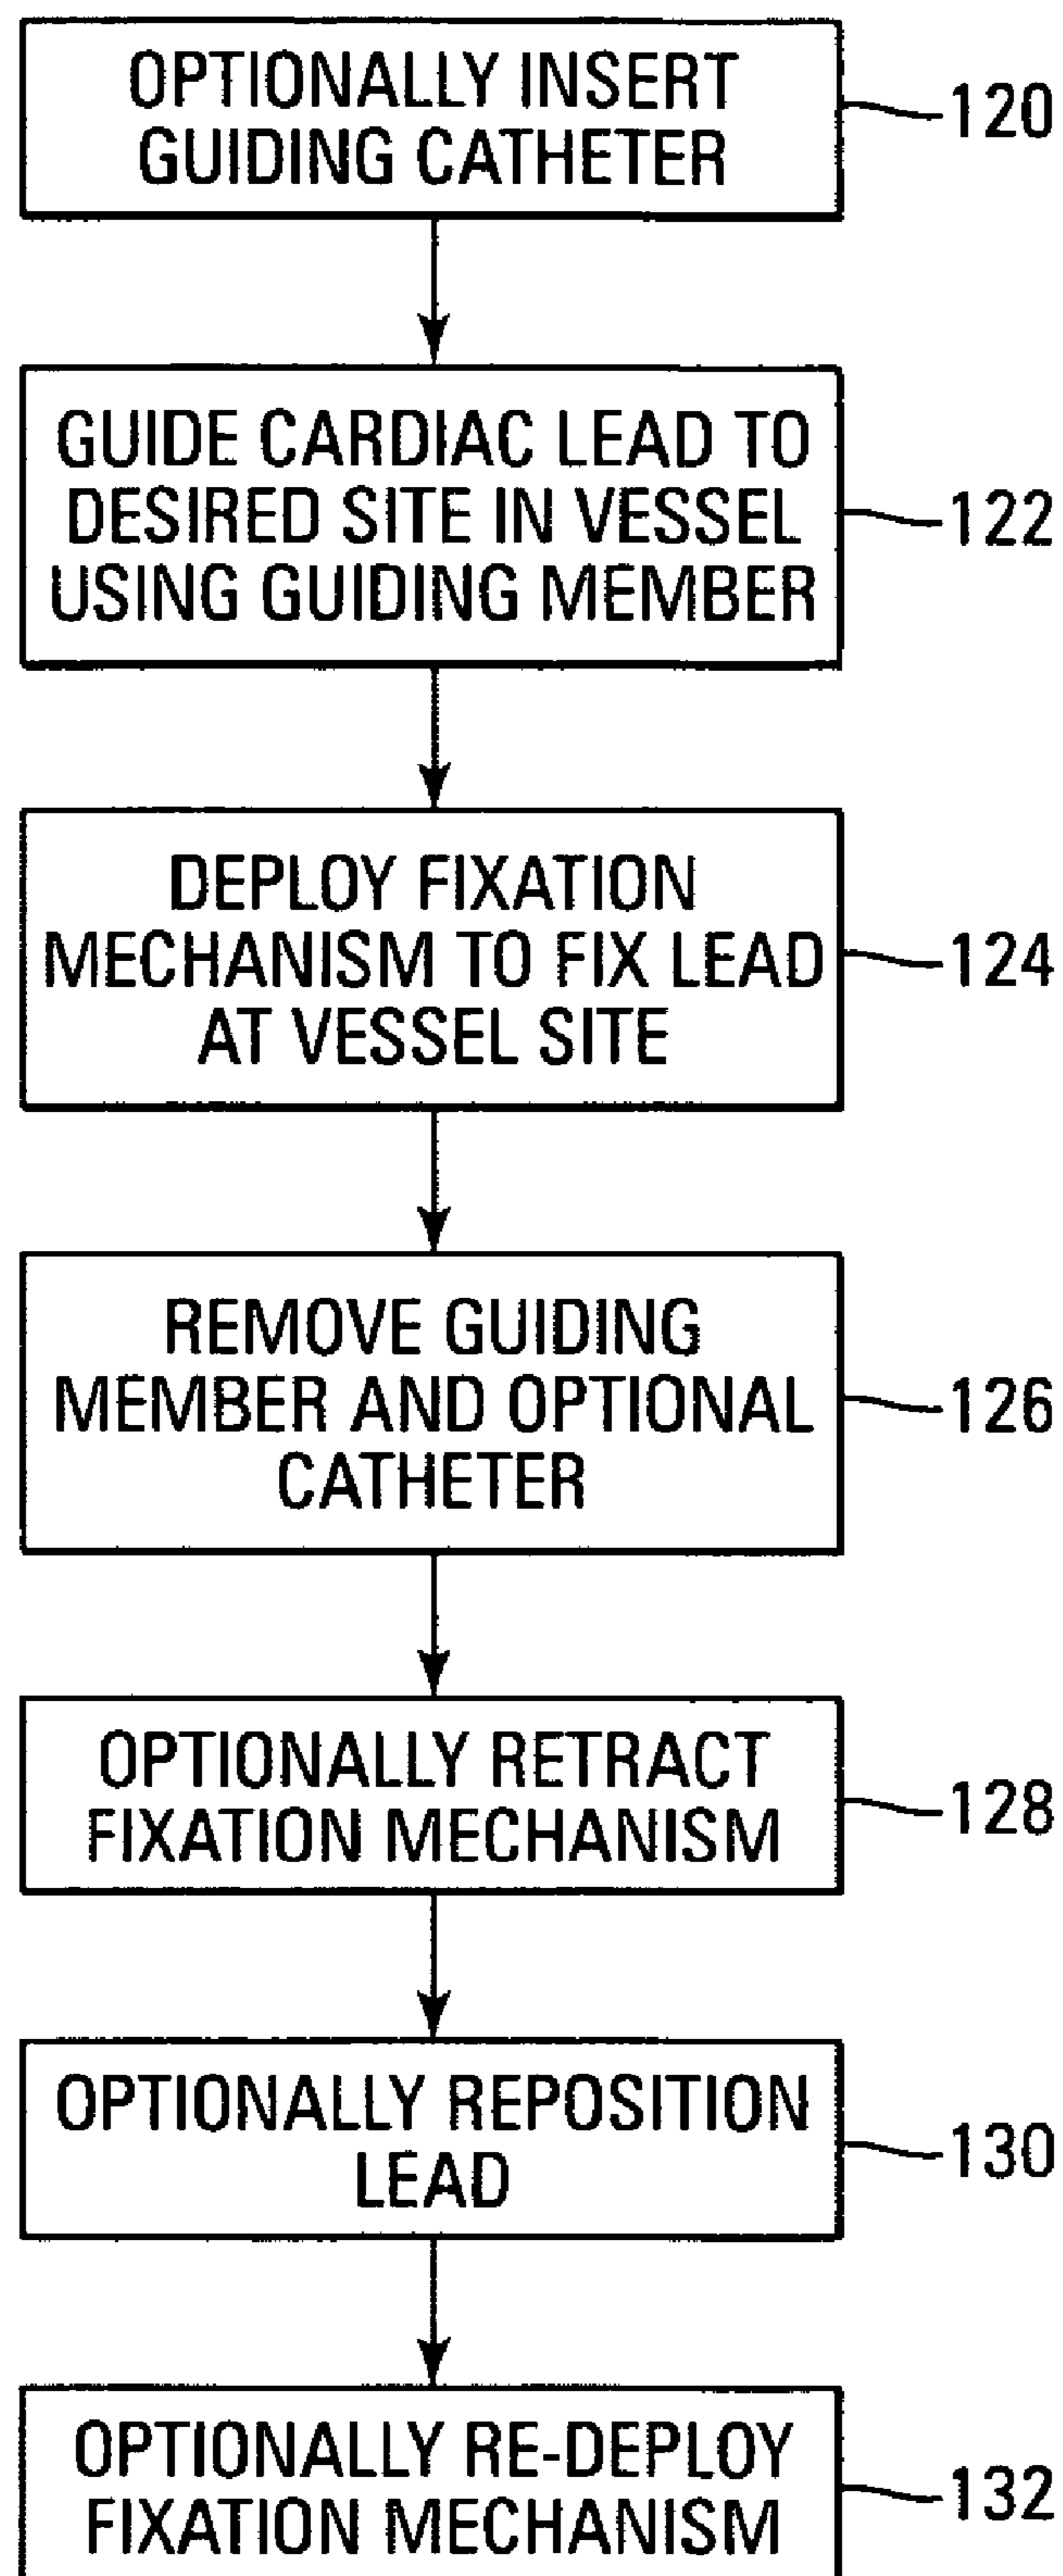 OPTIONALLY INSERT
GUIDING CATHETER
120
GUIDE CARDIAC LEAD TO
DESIRED SITE IN VESSEL
USING GUIDING MEMBER
122
DEPLOY FIXATION
MECHANISM TO FIX LEAD
AT VESSEL SITE
124
REMOVE GUIDING
MEMBER AND OPTIONAL
CATHETER
126
OPTIONALLY RETRACT
FIXATION MECHANISM
128
OPTIONALLY REPOSITION
LEAD
130
OPTIONALLY RE-DEPLOY
FIXATION MECHANISM
132